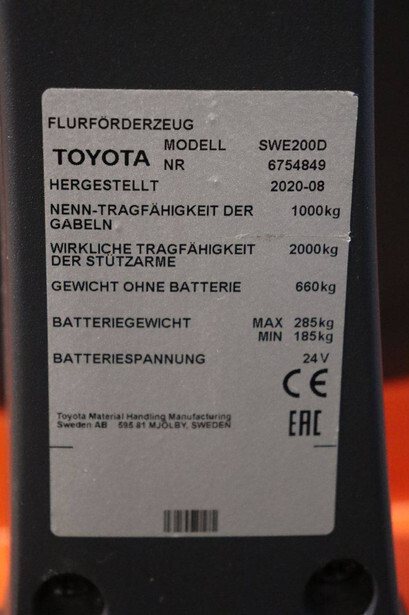 FLURFÖRDERZEUG
TOYOTA MODELL SWE200D
NR 6754849
HERGESTELLT 2020-08
NENN-TRAGFÄHIGKEIT DER 1000kg
GABELN
WIRKLICHE TRAGFÄHIGKEIT 2000kg
DER STÜTZARME
GEWICHT OHNE BATTERIE 660kg
BATTERIEGEWICHT MAX 285kg
MIN 185kg
BATTERIESPANNUNG 24V
CE
Toyota Material Handling Manufacturing
Sweden AB 595 81 MJÖLBY, SWEDEN
EAC